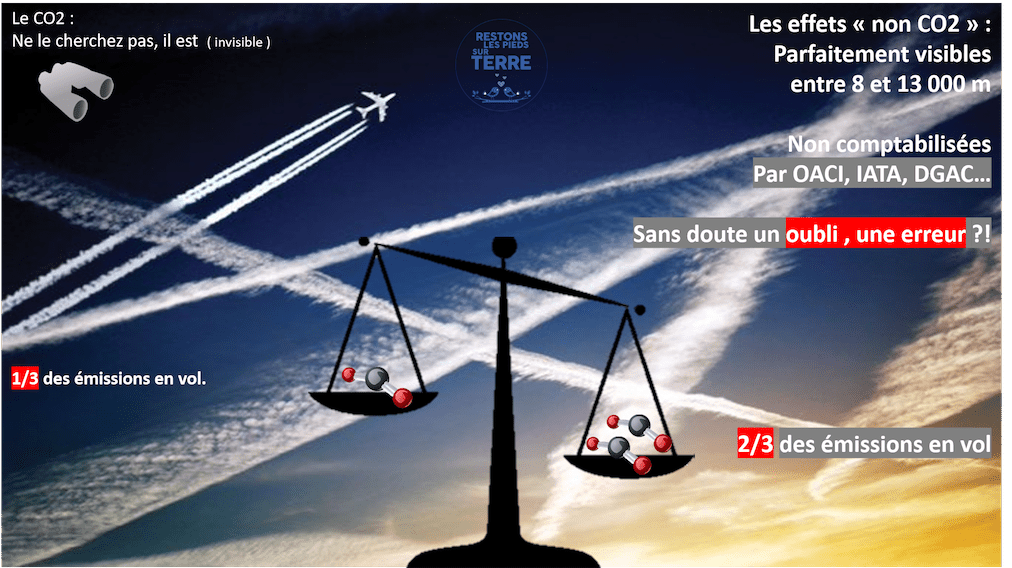 Le CO2 :
Ne le cherchez pas, il est ( invisible )
RESTONS
LES PIEDS
SUR
TERRE
Les effets « non CO2 » :
Parfaitement visibles
entre 8 et 13 000 m
Non comptabilisées
Par OACI, IATA, DGAC...
Sans doute un oubli , une erreur ?!
1/3 des émissions en vol.
2/3 des émissions en vol